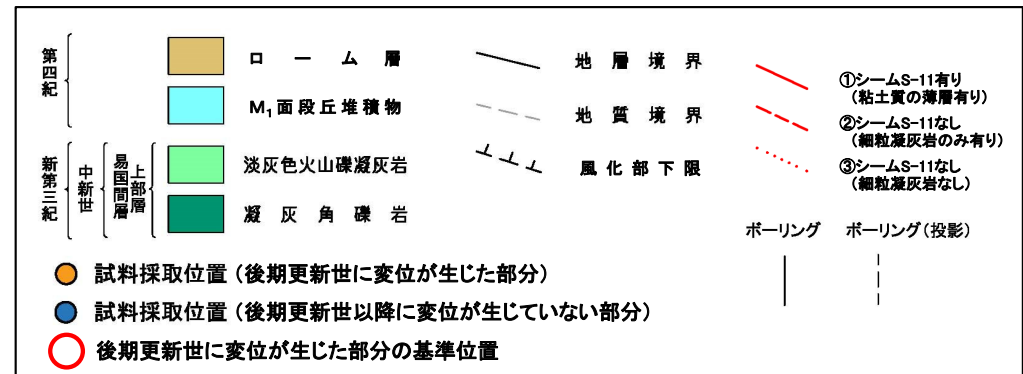 第四紀
ローム層
M₁面段丘堆積物
新第三紀
中新世
易国間層
上部層
淡灰色火山礫凝灰岩
凝灰角礫岩
地層境界
地質境界
風化部下限
①シームS-11有り
(粘土質の薄層有り)
②シームS-11なし
(細粒凝灰岩のみ有り)
③シームS-11なし
(細粒凝灰岩なし)
ボーリング
ボーリング(投影)
試料採取位置(後期更新世に変位が生じた部分)
試料採取位置(後期更新世以降に変位が生じていない部分)
後期更新世に変位が生じた部分の基準位置